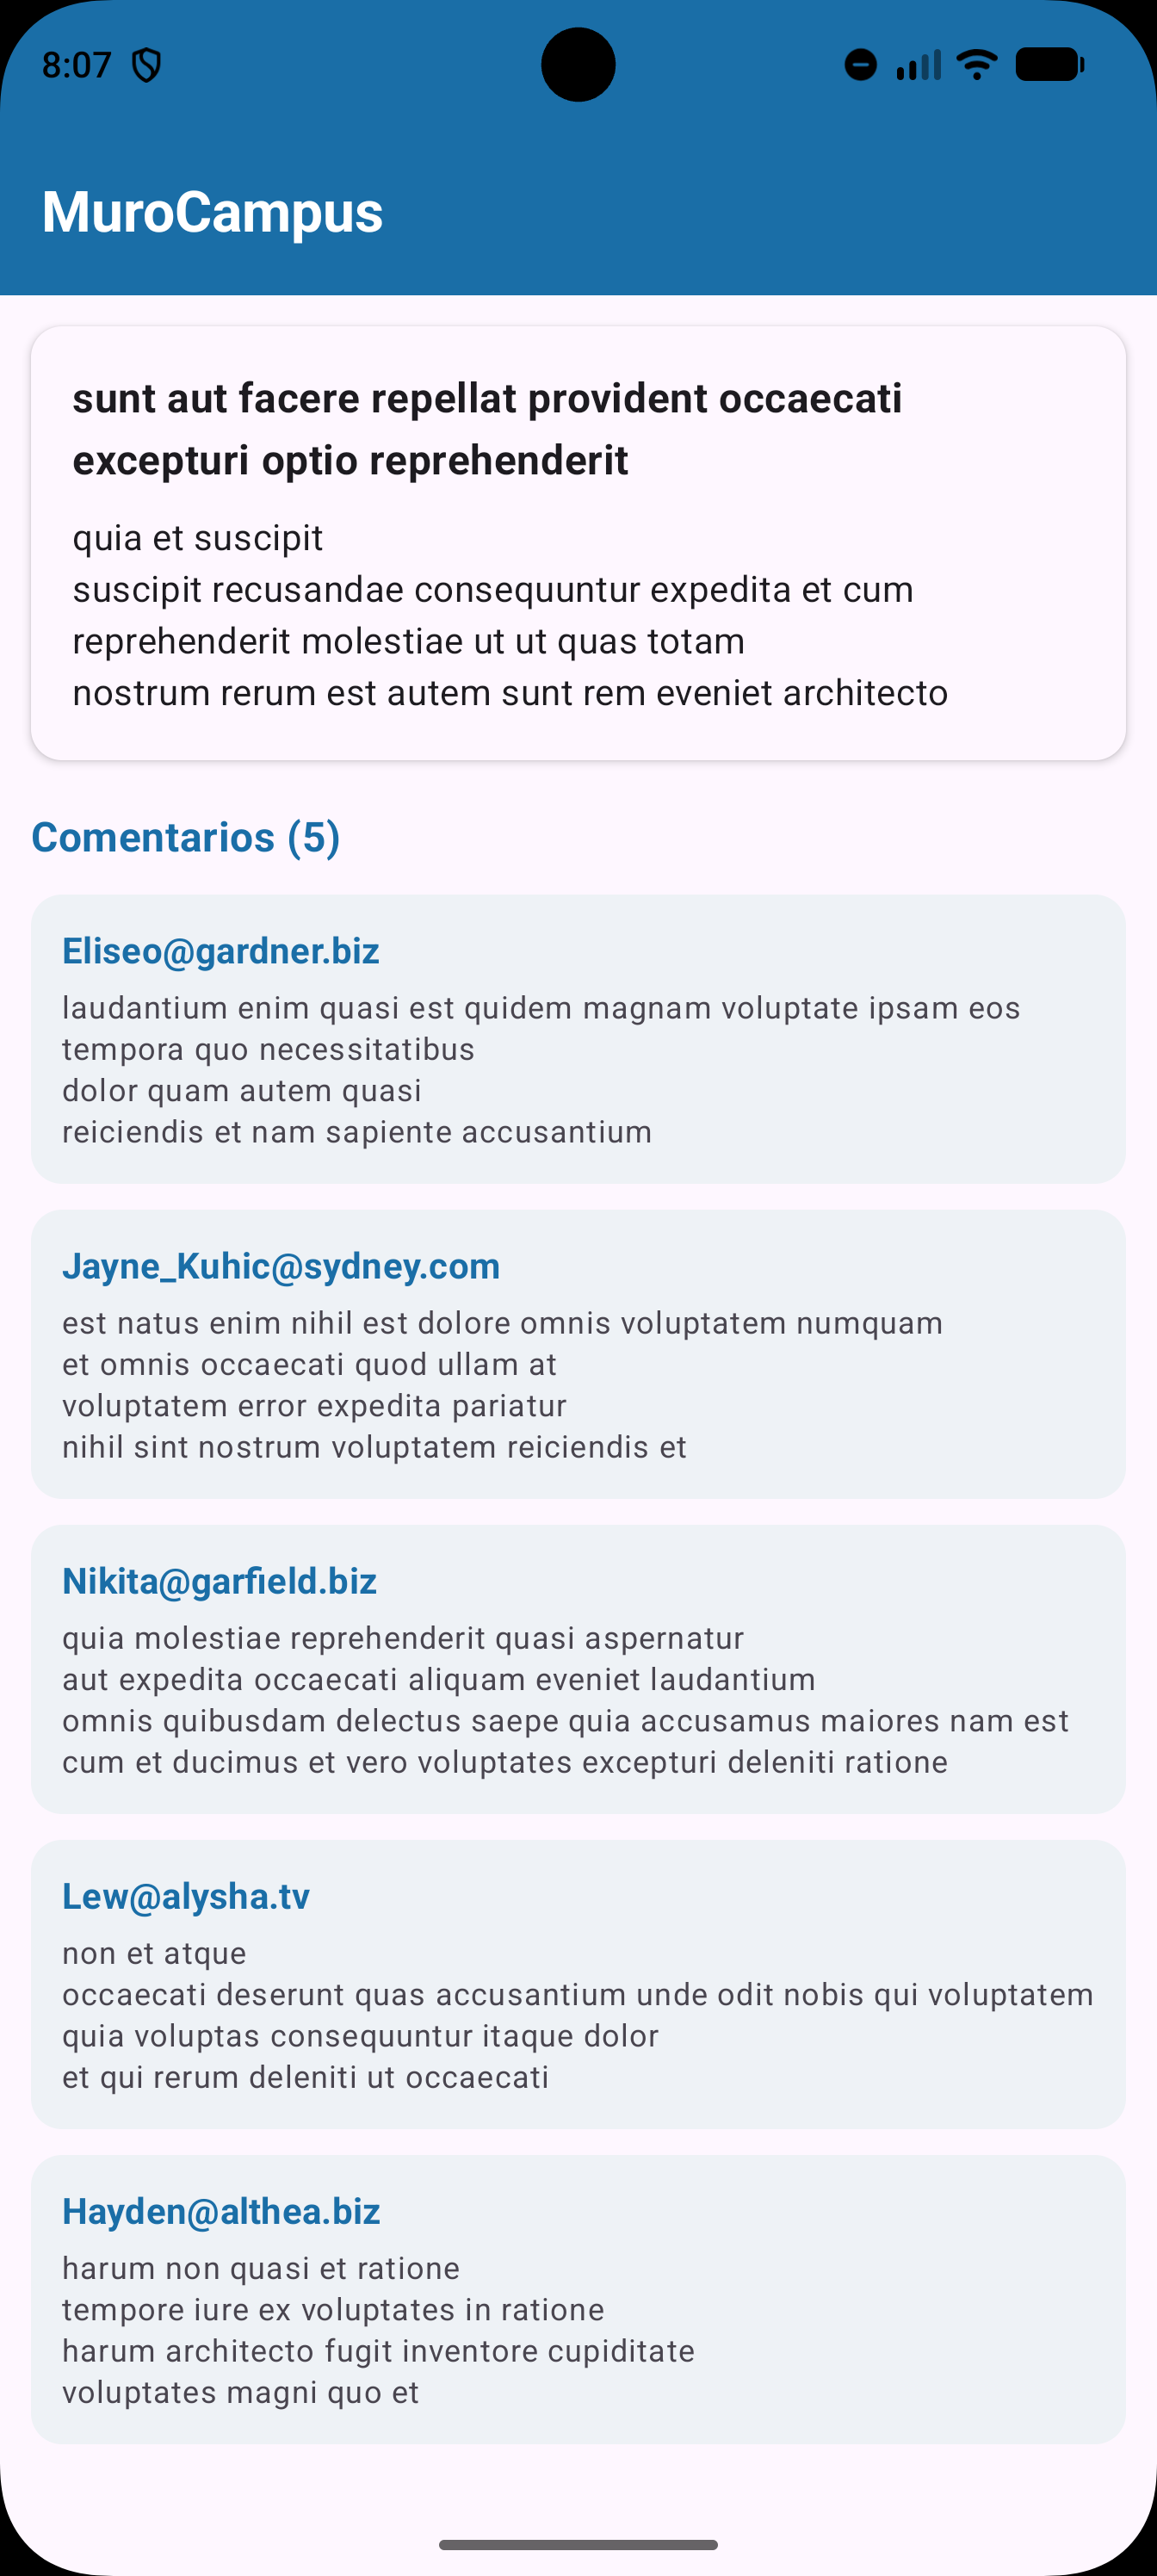 8:07
MuroCampus
sunt aut facere repellat provident occaecati
excepturi optio reprehenderit
quia et suscipit
suscipit recusandae consequuntur expedita et cum
reprehenderit molestiae ut ut quas totam
nostrum rerum est autem sunt rem eveniet architecto
Comentarios (5)
Eliseo@gardner.biz
laudantium enim quasi est quidem magnam voluptate ipsam eos
tempora quo necessitatibus
dolor quam autem quasi
reiciendis et nam sapiente accusantium
Jayne_Kuhic@sydney.com
est natus enim nihil est dolore omnis voluptatem numquam
et omnis occaecati quod ullam at
voluptatem error expedita pariatur
nihil sint nostrum voluptatem reiciendis et
Nikita@garfield.biz
quia molestiae reprehenderit quasi aspernatur
aut expedita occaecati aliquam eveniet laudantium
omnis quibusdam delectus saepe quia accusamus maiores nam est
cum et ducimus et vero voluptates excepturi deleniti ratione
Lew@alysha.tv
non et atque
occaecati deserunt quas accusantium unde odit nobis qui voluptatem
quia voluptas consequuntur itaque dolor
et qui rerum deleniti ut occaecati
Hayden@althea.biz
harum non quasi et ratione
tempore iure ex voluptates in ratione
harum architecto fugit inventore cupiditate
voluptates magni quo et